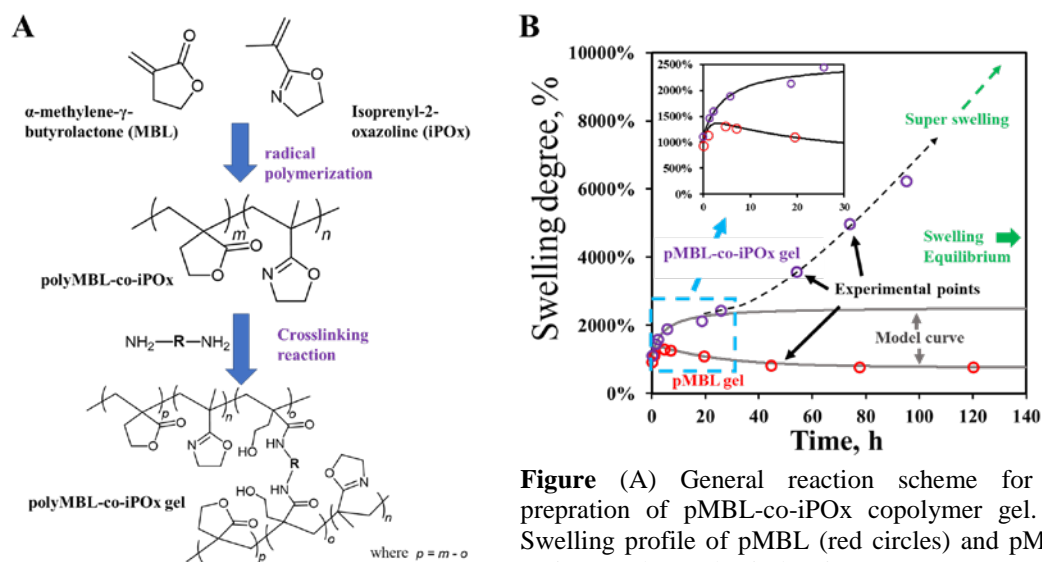 A
α-methylene-γ-
butyrolactone (MBL)
Isoprenyl-2-
oxazoline (iPOx)
radical
polymerization
polyMBL-co-iPOx
NH2 R NH2
Crosslinking
reaction
polyMBL-co-iPOx gel
where p = m - o
O
O
N
O
m
n
O
O
N
O
p
n
o
O
O
N
O
HO
O
HN
R
HO
NH
O
N
O
O
O
p
o
n
B
Swelling degree, %
10000%
8000%
6000%
4000%
2000%
0%
2500%
2000%
1500%
1000%
500%
0%
0 10 20 30
Super swelling
pMBL-co-iPOx gel
Swelling
Equilibrium
Experimental points
Model curve
pMBL gel
0 20 40 60 80 100 120 140
Time, h
Figure (A) General reaction scheme for
prepration of pMBL-co-iPOx copolymer gel.
Swelling profile of pMBL (red circles) and pM